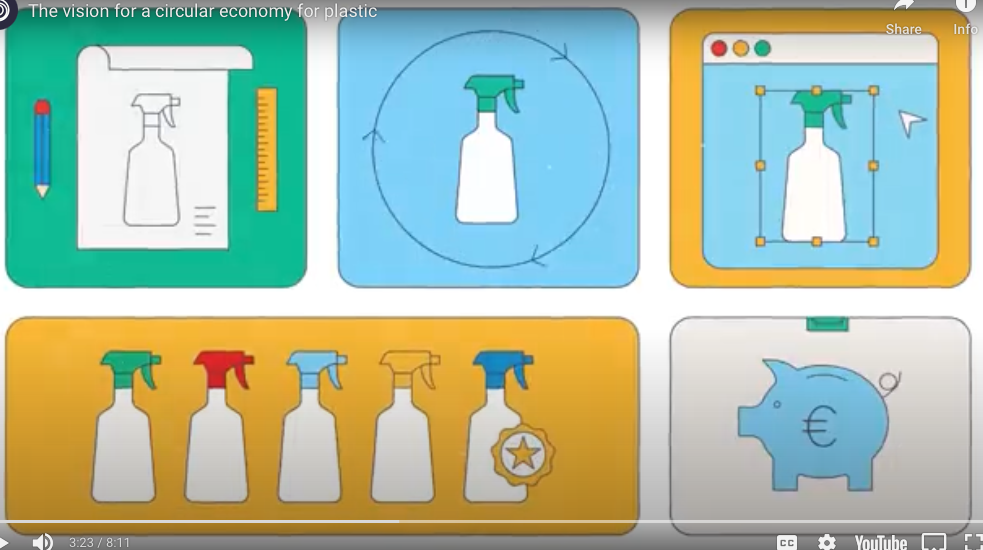 The vision for a circular economy for plastic
Share
Info
€
3:23 / 8:11
CC
YouTube